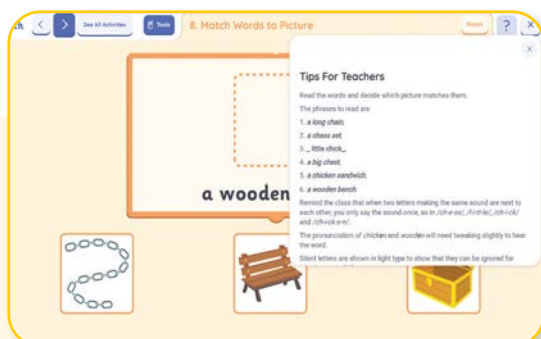 See All Activities
Tools
8. Match Words to Picture
Reset
?
X
Tips For Teachers
Read the words and decide which picture matches them.
The phrases to read are
1. a long chain,
2. a chess set,
3. _ little chick_,
4. a big chest,
5. a chicken sandwich,
6. a wooden bench
Remind the class that when two letters making the same sound are next to
each other, you only say the sound once, as in /ch-e-ss/, /l-i-tt-le/, /ch-i-ck/
and /ch-i-ck-e-n/.
The pronunciation of chicken and wooden will need tweaking slightly to hear
the word.
Silent letters are shown in light type to show that they can be ignored for
a wooden